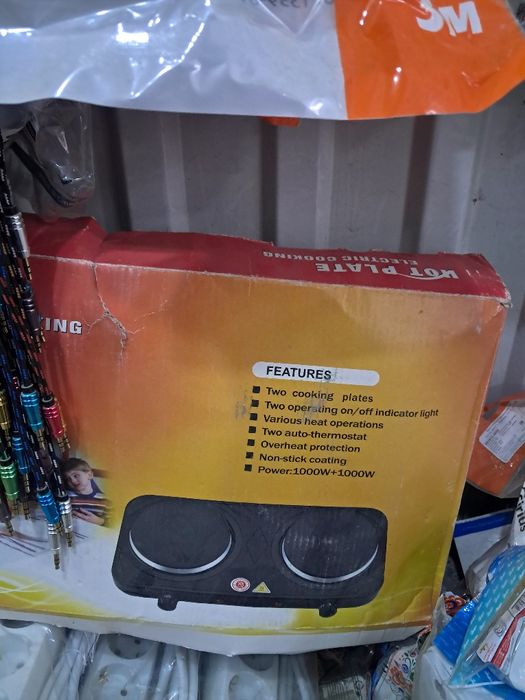 3M
HOT PLATE
ELECTRIC COOKING
KING
FEATURES
Two cooking plates
Two operating on/off indicator light
Various heat operations
Two auto-thermostat
Overheat protection
Non-stick coating
Power:1000W+1000W